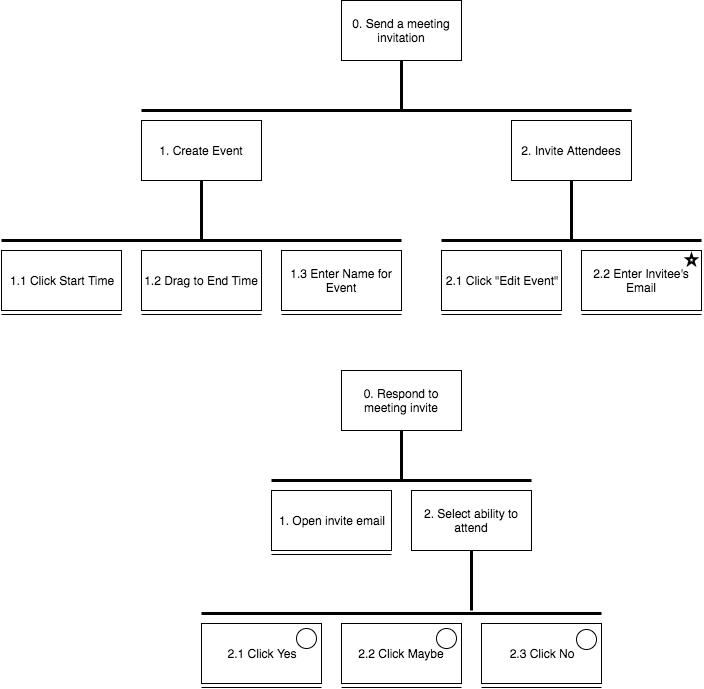 0. Send a meeting
invitation
1. Create Event
2. Invite Attendees
1.1 Click Start Time
1.2 Drag to End Time
1.3 Enter Name for
Event
2.1 Click "Edit Event"
2.2 Enter Invitee's
Email
0. Respond to
meeting invite
1. Open invite email
2. Select ability to
attend
2.1 Click Yes
2.2 Click Maybe
2.3 Click No